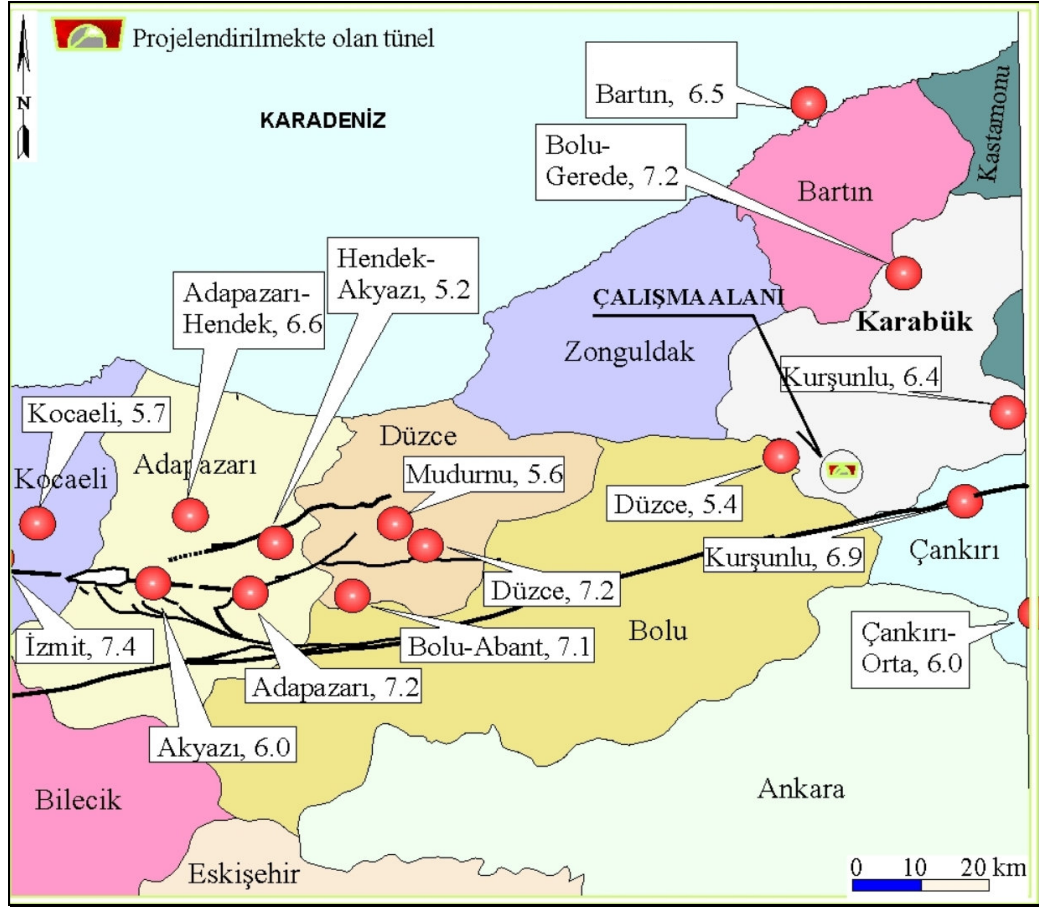 Projelendirilmekte olan tünel
N
KARADENİZ
Bartın, 6.5
Kastamonu
Bolu-
Gerede, 7.2
Bartın
Hendek-
Akyazı, 5.2
Adapazarı-
Hendek, 6.6
ÇALIŞMA ALANI
Karabük
Zonguldak
Kurşunlu, 6.4
Kocaeli, 5.7
Düzce
Adapazarı
Mudurnu, 5.6
Kocaeli
Düzce, 5.4
Kurşunlu, 6.9
Çankırı
Düzce, 7.2
Bolu
İzmit, 7.4
Bolu-Abant, 7.1
Çankırı-
Orta, 6.0
Adapazarı, 7.2
Akyazı, 6.0
Bilecik
Ankara
Eskişehir
0 10 20 km